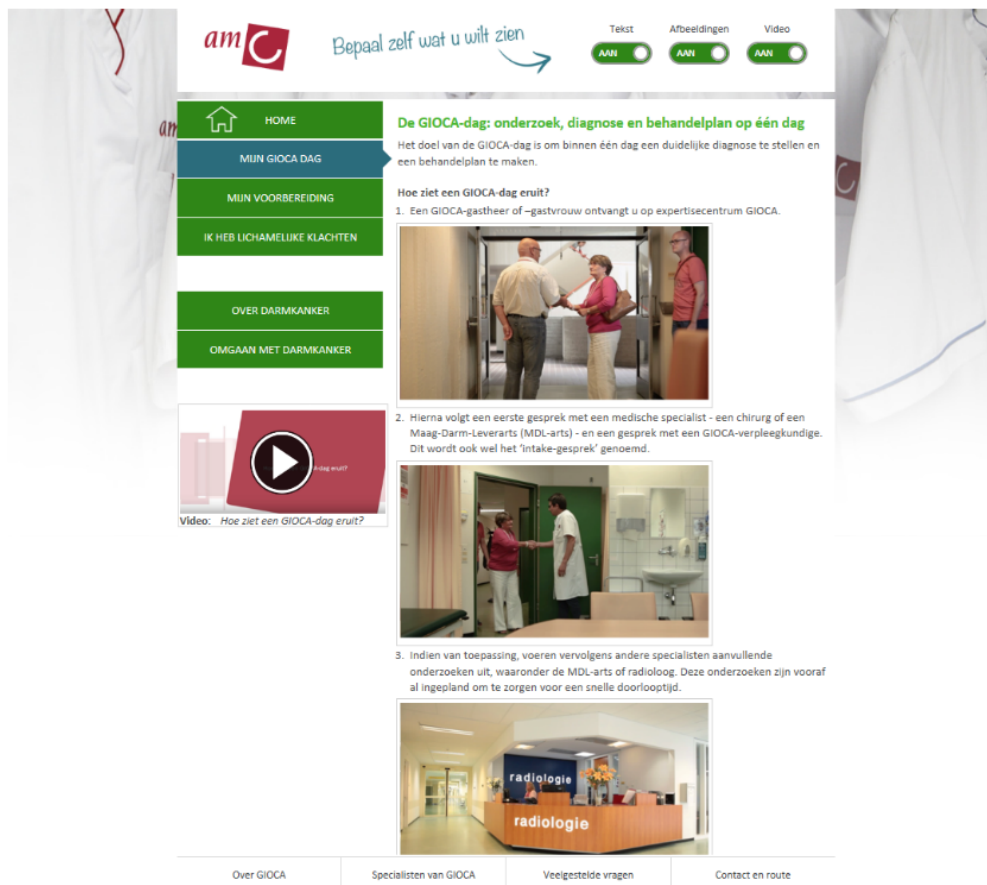 amC
Bepaal zelf wat u wilt zien
Tekst
Afbeeldingen
Video
AAN
AAN
AAN
HOME
MIJN GIOCA DAG
MIJN VOORBEREIDING
IK HEB LICHAMELIJKE KLACHTEN
OVER DARMKANKER
OMGAAN MET DARMKANKER
Video: Hoe ziet een GIOCA-dag eruit?
De GIOCA-dag: onderzoek, diagnose en behandelplan op één dag
Het doel van de GIOCA-dag is om binnen één dag een duidelijke diagnose te stellen en
een behandelplan te maken.
Hoe ziet een GIOCA-dag eruit?
1. Een GIOCA-gastheer of –gastvrouw ontvangt u op expertisecentrum GIOCA.
2. Hierna volgt een eerste gesprek met een medische specialist - een chirurg of een
Maag-Darm-Leverarts (MDL-arts) - en een gesprek met een GIOCA-verpleegkundige.
Dit wordt ook wel het 'intake-gesprek' genoemd.
3. Indien van toepassing, voeren vervolgens andere specialisten aanvullende
onderzoeken uit, waaronder de MDL-arts of radioloog. Deze onderzoeken zijn vooraf
al ingepland om te zorgen voor een snelle doorlooptijd.
radiologie
radiologie
Over GIOCA
Specialisten van GIOCA
Veelgestelde vragen
Contact en route